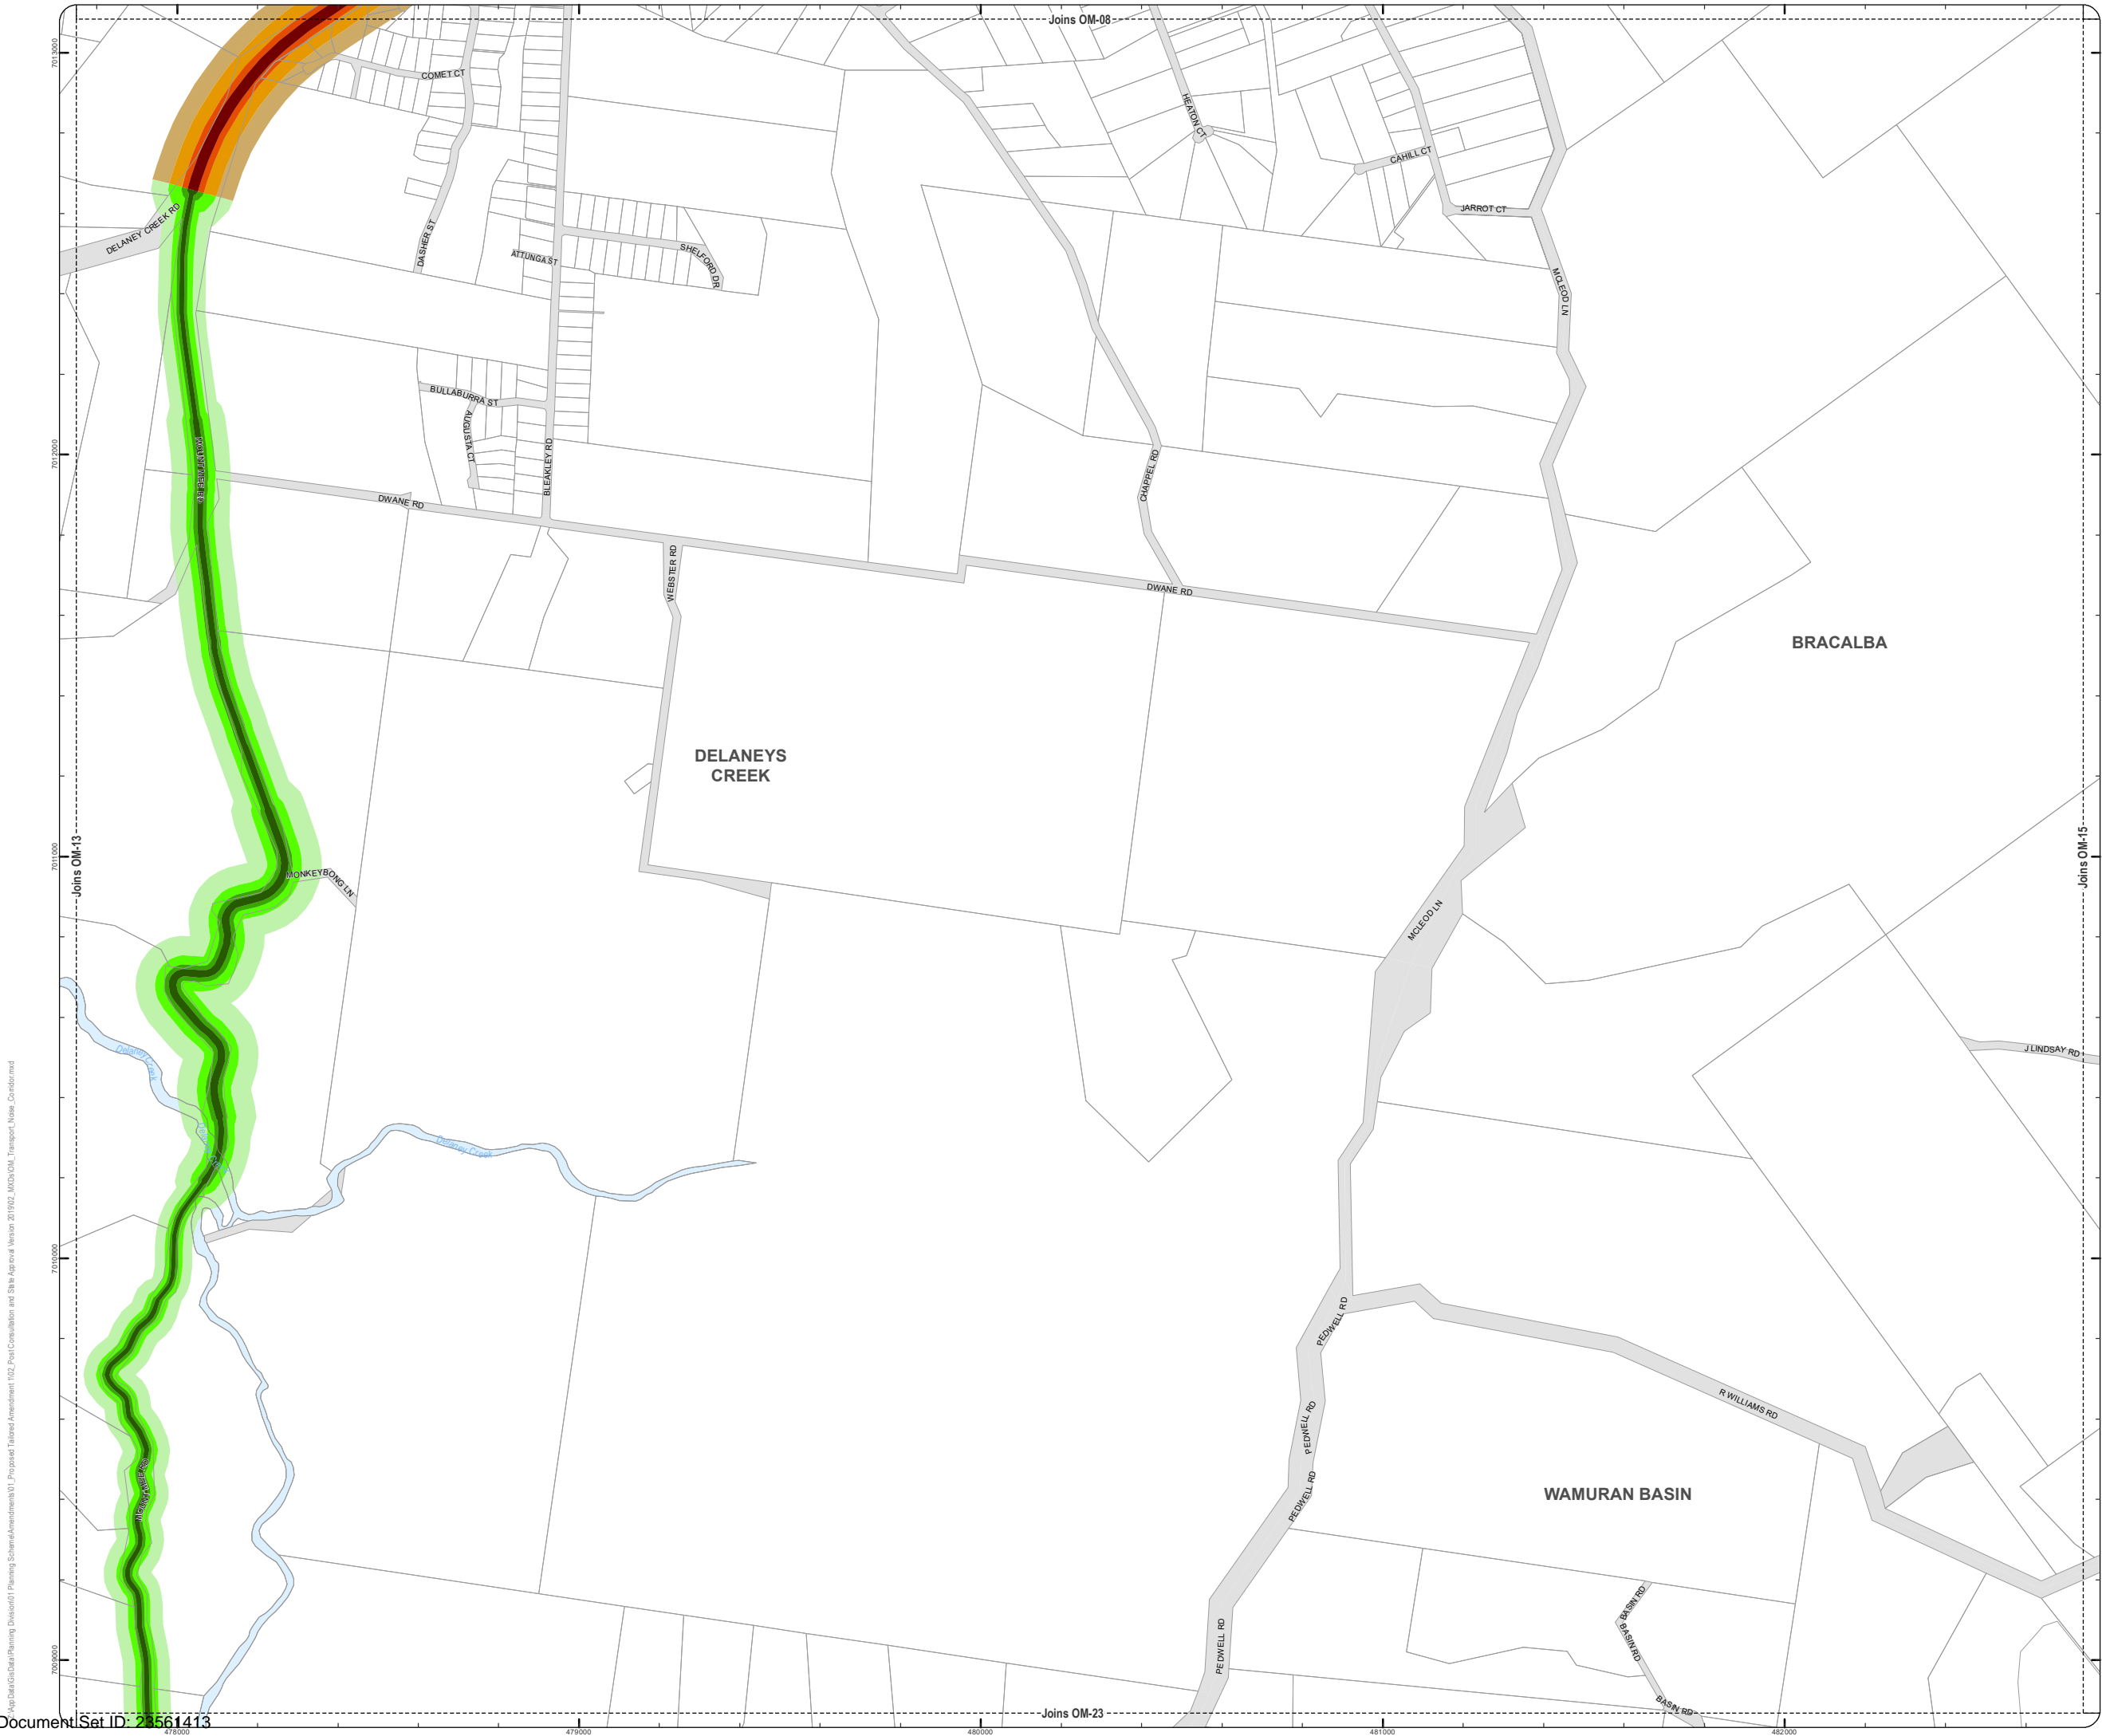 Joins OM-08
7013000
COMET CT
HEATON CT
CAHILL CT
DELANEY CREEK RD
JARROT CT
DASHER ST
ATTUNGA ST
SHELFORD DR
MCLEOD LN
BULLABURRA ST
AUGUSTA CT
BLEAKLEY RD
7012000
CHAPPEL RD
DWANE RD
WEBSTER RD
DWANE RD
BRACALBA
DELANEYS
CREEK
Joins OM-13
7011000
Joins OM-15
MONKEYBONG LN
MCLEOD LN
Delaney Creek
J LINDSAY RD
Delaney Creek
7010000
PEDWELL RD
R WILLIAMS RD
PEDWELL RD
PEDWELL RD
WAMURAN BASIN
BASIN RD
BASIN RD
PEDWELL RD
7009000
BASIN RD
Joins OM-23
Document Set ID: 23561413
478000
479000
480000
481000
482000